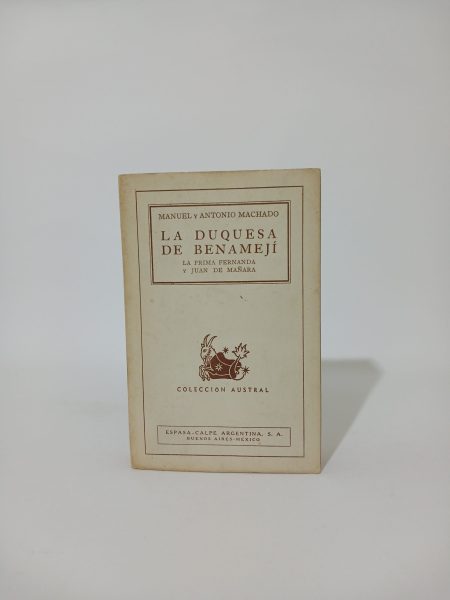 MANUEL Y ANTONIO MACHADO
LA DUQUESA
DE BENAMEJÍ
LA PRIMA FERNANDA
Y JUAN DE MAÑARA
COLECCIÓN AUSTRAL
ESPASA-CALPE ARGENTINA, S. A.
BUENOS AIRES-MÉXICO